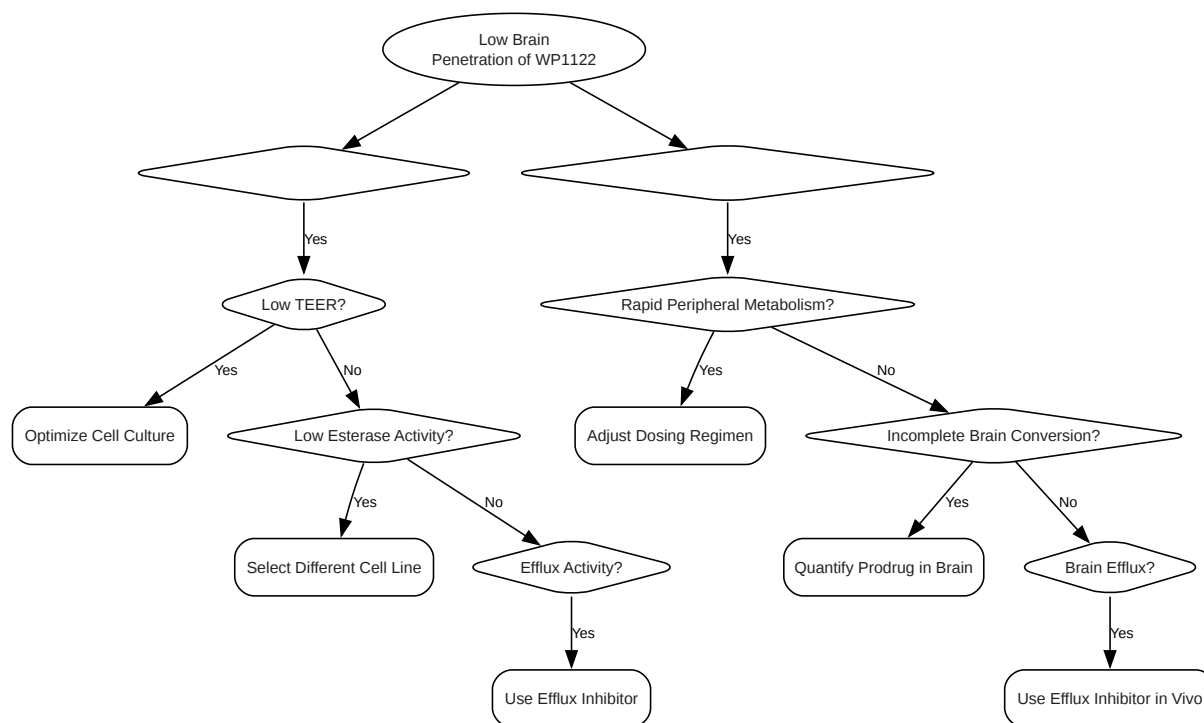 Low Brain
Penetration of WP1122
Yes
Yes
Low TEER?
Rapid Peripheral Metabolism?
Yes
No
Yes
No
Optimize Cell Culture
Low Esterase Activity?
Adjust Dosing Regimen
Incomplete Brain Conversion?
Yes
No
Yes
No
Select Different Cell Line
Efflux Activity?
Quantify Prodrug in Brain
Brain Efflux?
Yes
Yes
Use Efflux Inhibitor
Use Efflux Inhibitor in Vivo